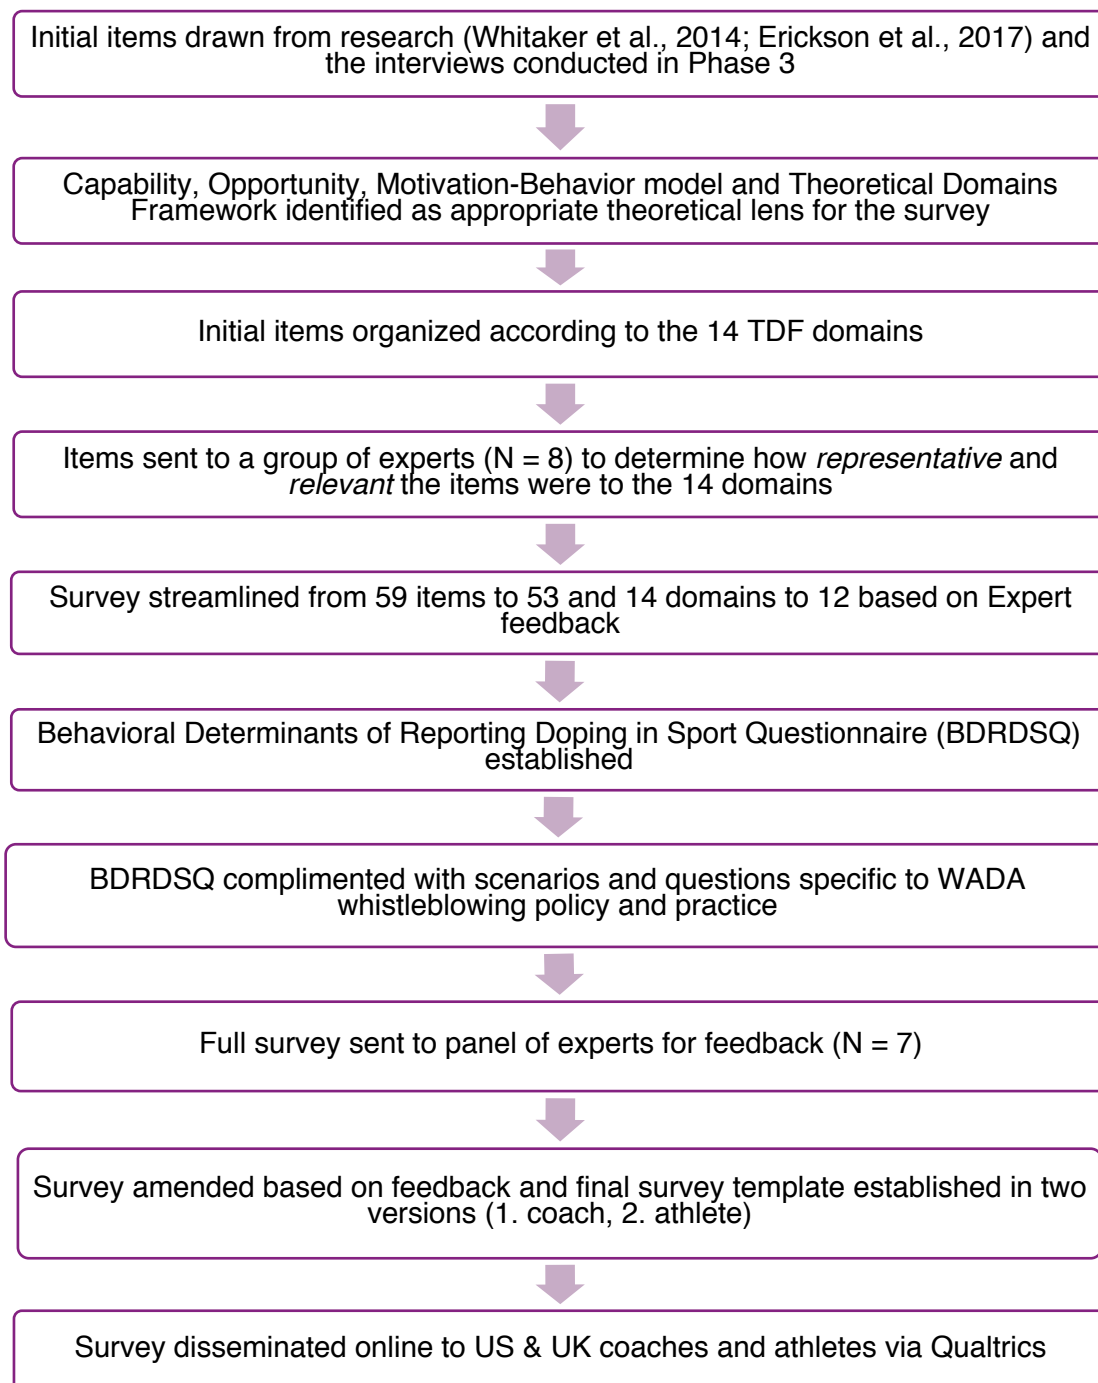 Initial items drawn from research (Whitaker et al., 2014; Erickson et al., 2017) and
the interviews conducted in Phase 3
Capability, Opportunity, Motivation-Behavior model and Theoretical Domains
Framework identified as appropriate theoretical lens for the survey
Initial items organized according to the 14 TDF domains
Items sent to a group of experts (N = 8) to determine how representative and
relevant the items were to the 14 domains
Survey streamlined from 59 items to 53 and 14 domains to 12 based on Expert
feedback
Behavioral Determinants of Reporting Doping in Sport Questionnaire (BDRDSQ)
established
BDRDSQ complimented with scenarios and questions specific to WADA
whistleblowing policy and practice
Full survey sent to panel of experts for feedback (N = 7)
Survey amended based on feedback and final survey template established in two
versions (1. coach, 2. athlete)
Survey disseminated online to US & UK coaches and athletes via Qualtrics